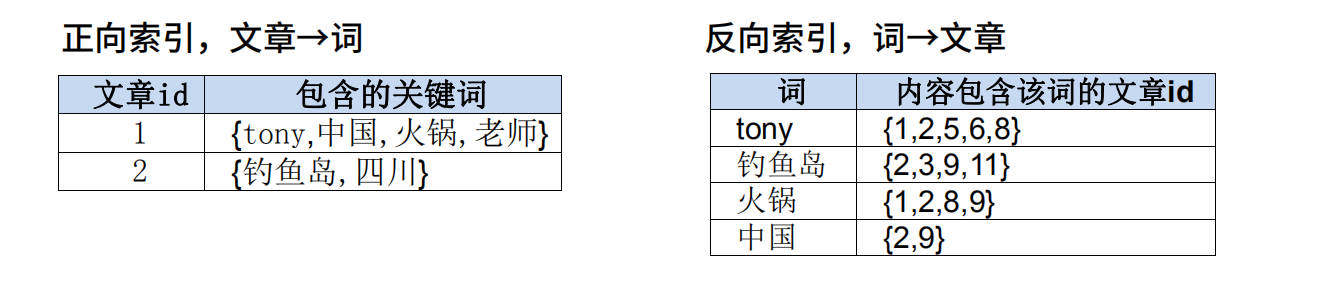 正向索引，文章→词
文章id 包含的关键词
1 {tony,中国,火锅,老师}
2 {钓鱼岛,四川}
反向索引，词→文章
词 内容包含该词的文章id
tony {1,2,5,6,8}
钓鱼岛 {2,3,9,11}
火锅 {1,2,8,9}
中国 {2,9}